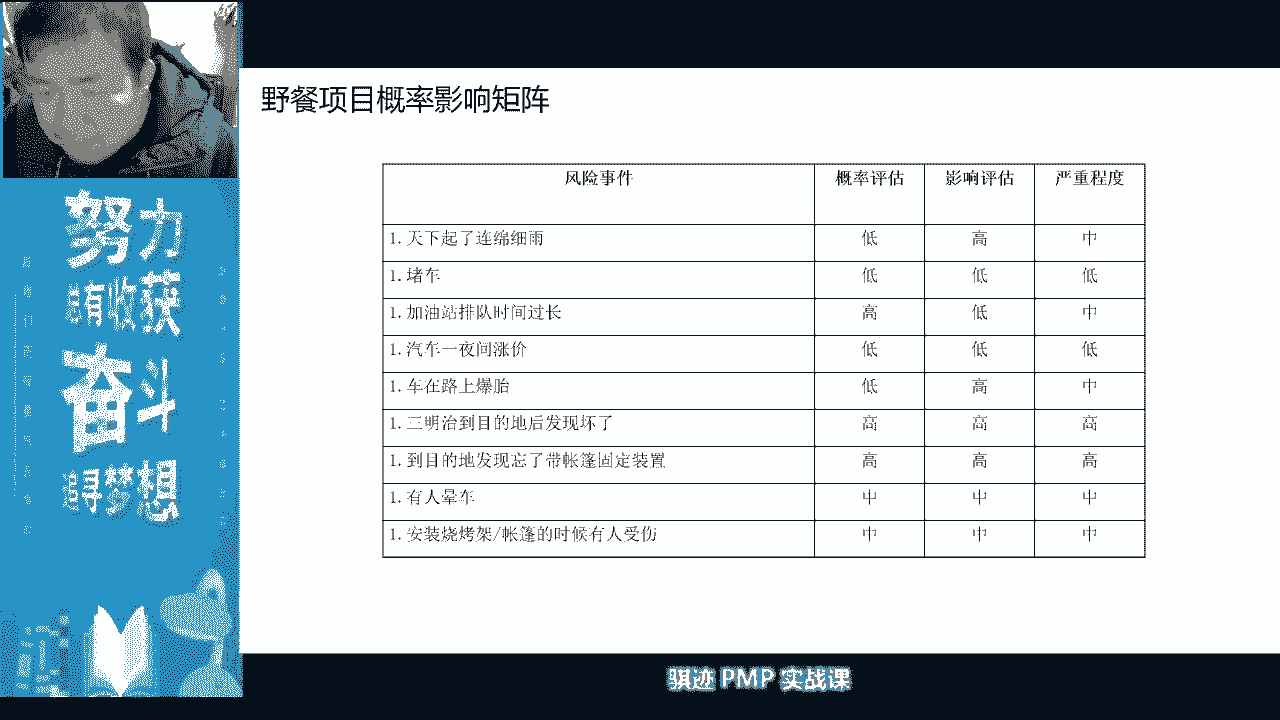 野餐项目概率影响矩阵
风险事件 概率评估 影响评估 严重程度
1.天下起了连绵细雨 低 高 中
1.堵车 低 低 低
1.加油站排队时间过长 高 低 中
1.汽车一夜间涨价 低 低 低
1.车在路上爆胎 低 高 中
1.三明治到目的地后发现坏了 高 高 高
1.到目的地发现忘了带帐篷固定装置 高 高 高
1.有人晕车 中 中 中
1.安装烧烤架/帐篷的时候有人受伤 中 中 中
努力
总有收获
奋斗
追寻梦想
骐迹 PMP 实战课